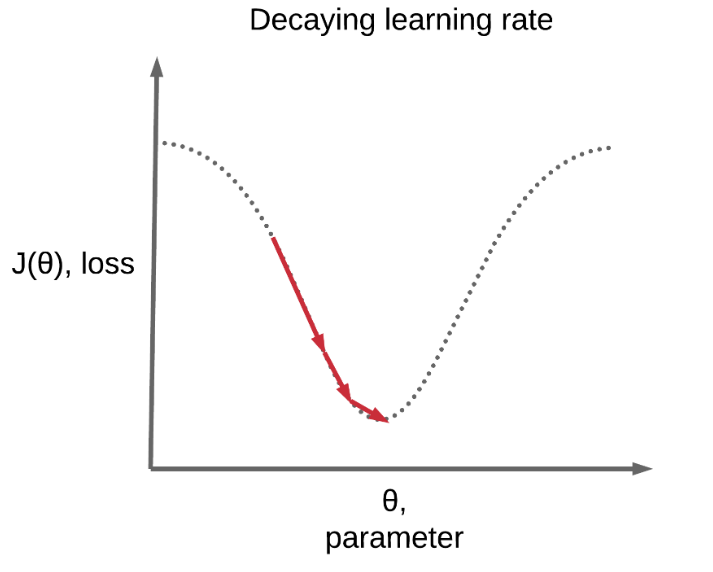 Decaying learning rate
J(θ), loss
θ,
parameter